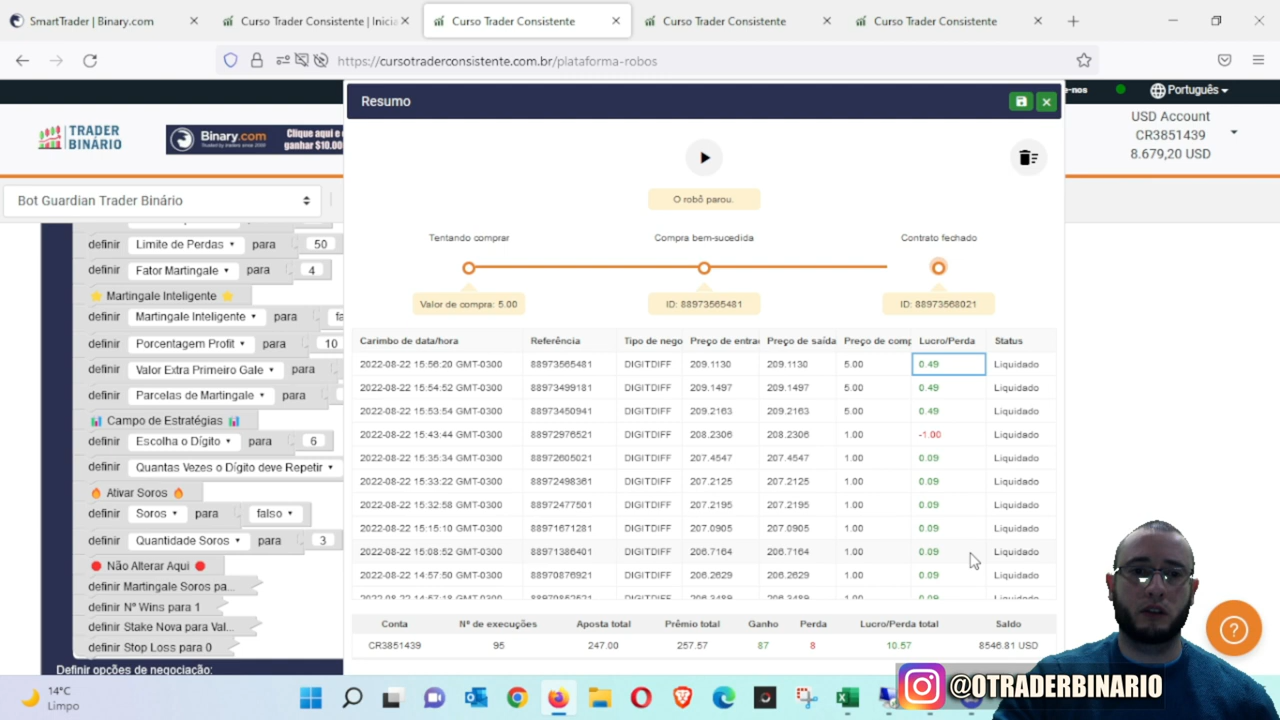 SmartTrader | Binary.com
Curso Trader Consistente | Inicia
Curso Trader Consistente
Curso Trader Consistente
Curso Trader Consistente
https://cursotraderconsistente.com.br/plataforma-robos
Português
TRADER BINÁRIO
Binary.com
Clique aqui e
ganhar $10.00
USD Account
CR3851439
8.679,20 USD
Bot Guardian Trader Binário
definir Limite de Perdas para 50
definir Fator Martingale para 4
Martingale Inteligente
definir Martingale Inteligente para
definir Porcentagem Profit para 10
definir Valor Extra Primeiro Gale para
definir Parcelas de Martingale para
Campo de Estratégias
definir Escolha o Dígito para 6
definir Quantas Vezes o Dígito deve Repetir
Ativar Soros
definir Soros para falso
definir Quantidade Soros para 3
Não Alterar Aqui
definir Martingale Soros pa...
definir Nº Wins para 1
definir Stake Nova para Val...
definir Stop Loss para 0
Definir opções de negociação:
Resumo
O robô parou.
Tentando comprar Compra bem-sucedida Contrato fechado
Valor de compra: 5.00 ID: 88973565481 ID: 88973568021
Carimbo de data/hora Referência Tipo de nego Preço de entra Preço de saída Preço de comp Lucro/Perda Status
2022-08-22 15:56:20 GMT-0300 88973565481 DIGITDIFF 209.1130 209.1130 5.00 0.49 Liquidado
2022-08-22 15:54:52 GMT-0300 88973499181 DIGITDIFF 209.1497 209.1497 5.00 0.49 Liquidado
2022-08-22 15:53:54 GMT-0300 88973450941 DIGITDIFF 209.2163 209.2163 5.00 0.49 Liquidado
2022-08-22 15:43:44 GMT-0300 88972976521 DIGITDIFF 208.2306 208.2306 1.00 -1.00 Liquidado
2022-08-22 15:35:34 GMT-0300 88972605021 DIGITDIFF 207.4547 207.4547 1.00 0.09 Liquidado
2022-08-22 15:33:22 GMT-0300 88972498361 DIGITDIFF 207.2125 207.2125 1.00 0.09 Liquidado
2022-08-22 15:32:58 GMT-0300 88972477501 DIGITDIFF 207.2195 207.2195 1.00 0.09 Liquidado
2022-08-22 15:15:10 GMT-0300 88971671281 DIGITDIFF 207.0905 207.0905 1.00 0.09 Liquidado
2022-08-22 15:08:52 GMT-0300 88971386401 DIGITDIFF 206.7164 206.7164 1.00 0.09 Liquidado
2022-08-22 14:57:50 GMT-0300 88970876921 DIGITDIFF 206.2629 206.2629 1.00 0.09 Liquidado
Conta Nº de execuções Aposta total Prêmio total Ganho Perda Lucro/Perda total Saldo
CR3851439 95 247.00 257.57 87 8 10.57 8546.81 USD
14°C
Limpo
@OTRADERBINARIO